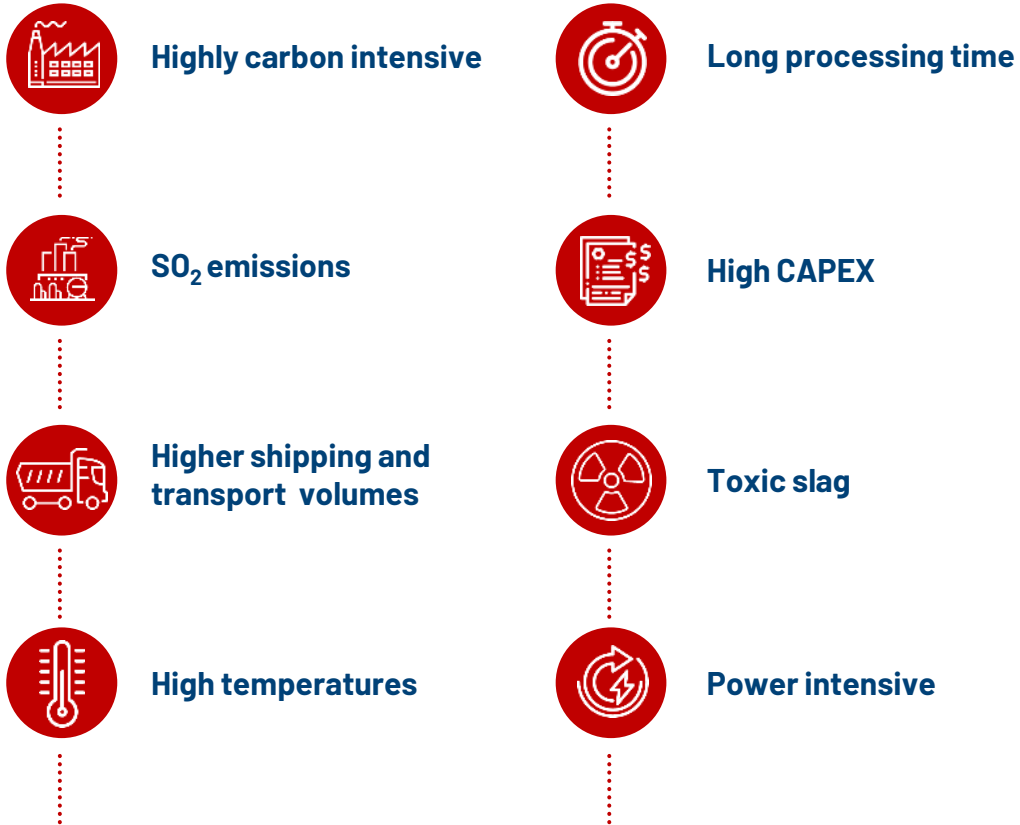 Highly carbon intensive
SO₂ emissions
Higher shipping and
transport  volumes
High temperatures
Long processing time
High CAPEX
Toxic slag
Power intensive
$$
$